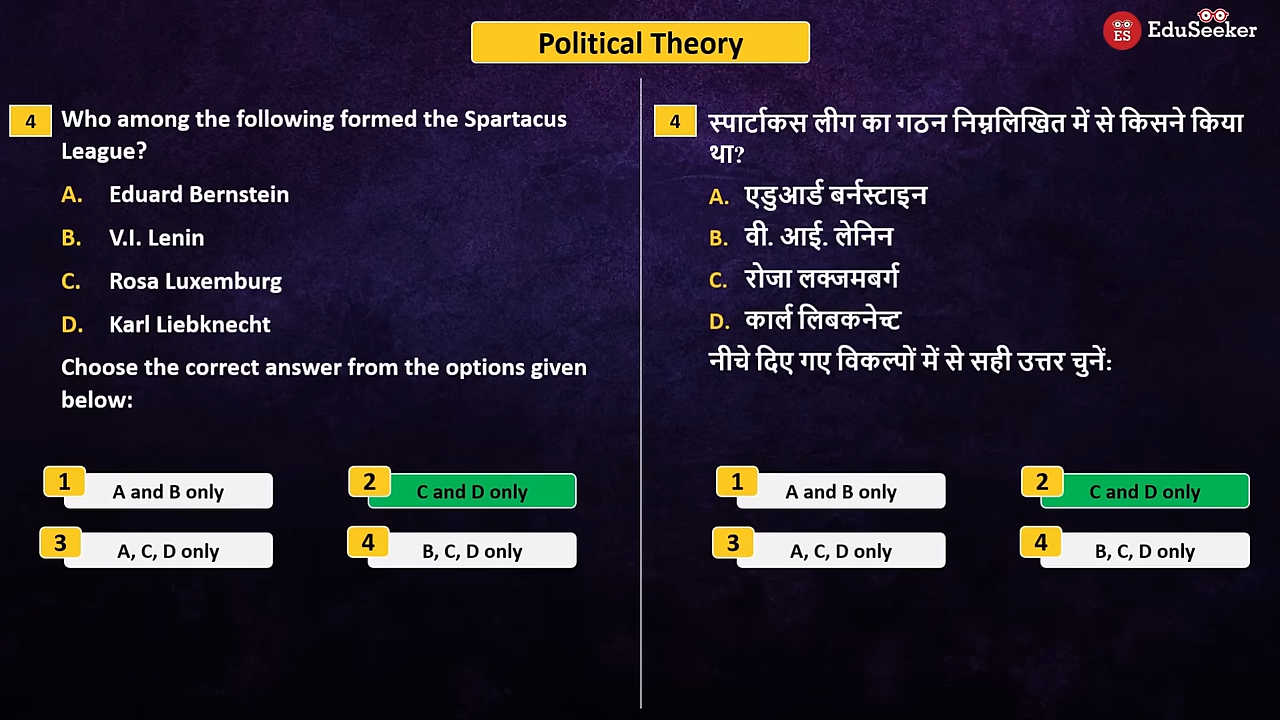 Political Theory
ES EduSeeker
4 Who among the following formed the Spartacus
League?
A. Eduard Bernstein
B. V.I. Lenin
C. Rosa Luxemburg
D. Karl Liebknecht
Choose the correct answer from the options given
below:
1 A and B only
2 C and D only
3 A, C, D only
4 B, C, D only
4 स्पार्टाकस लीग का गठन निम्नलिखित में से किसने किया
था?
A. एडुआर्ड बर्नस्टाइन
B. वी. आई. लेनिन
C. रोजा लक्जमबर्ग
D. कार्ल लिबकनेच्ट
नीचे दिए गए विकल्पों में से सही उत्तर चुनें:
1 A and B only
2 C and D only
3 A, C, D only
4 B, C, D only